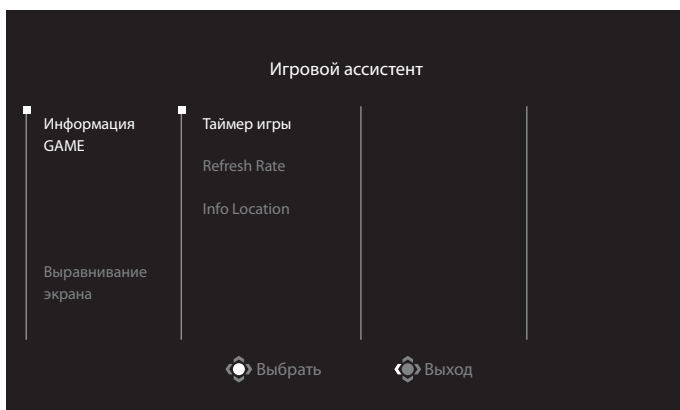 Игровой ассистент
Информация
GAME
Таймер игры
Refresh Rate
Info Location
Выравнивание
экрана
Выбрать
Выход